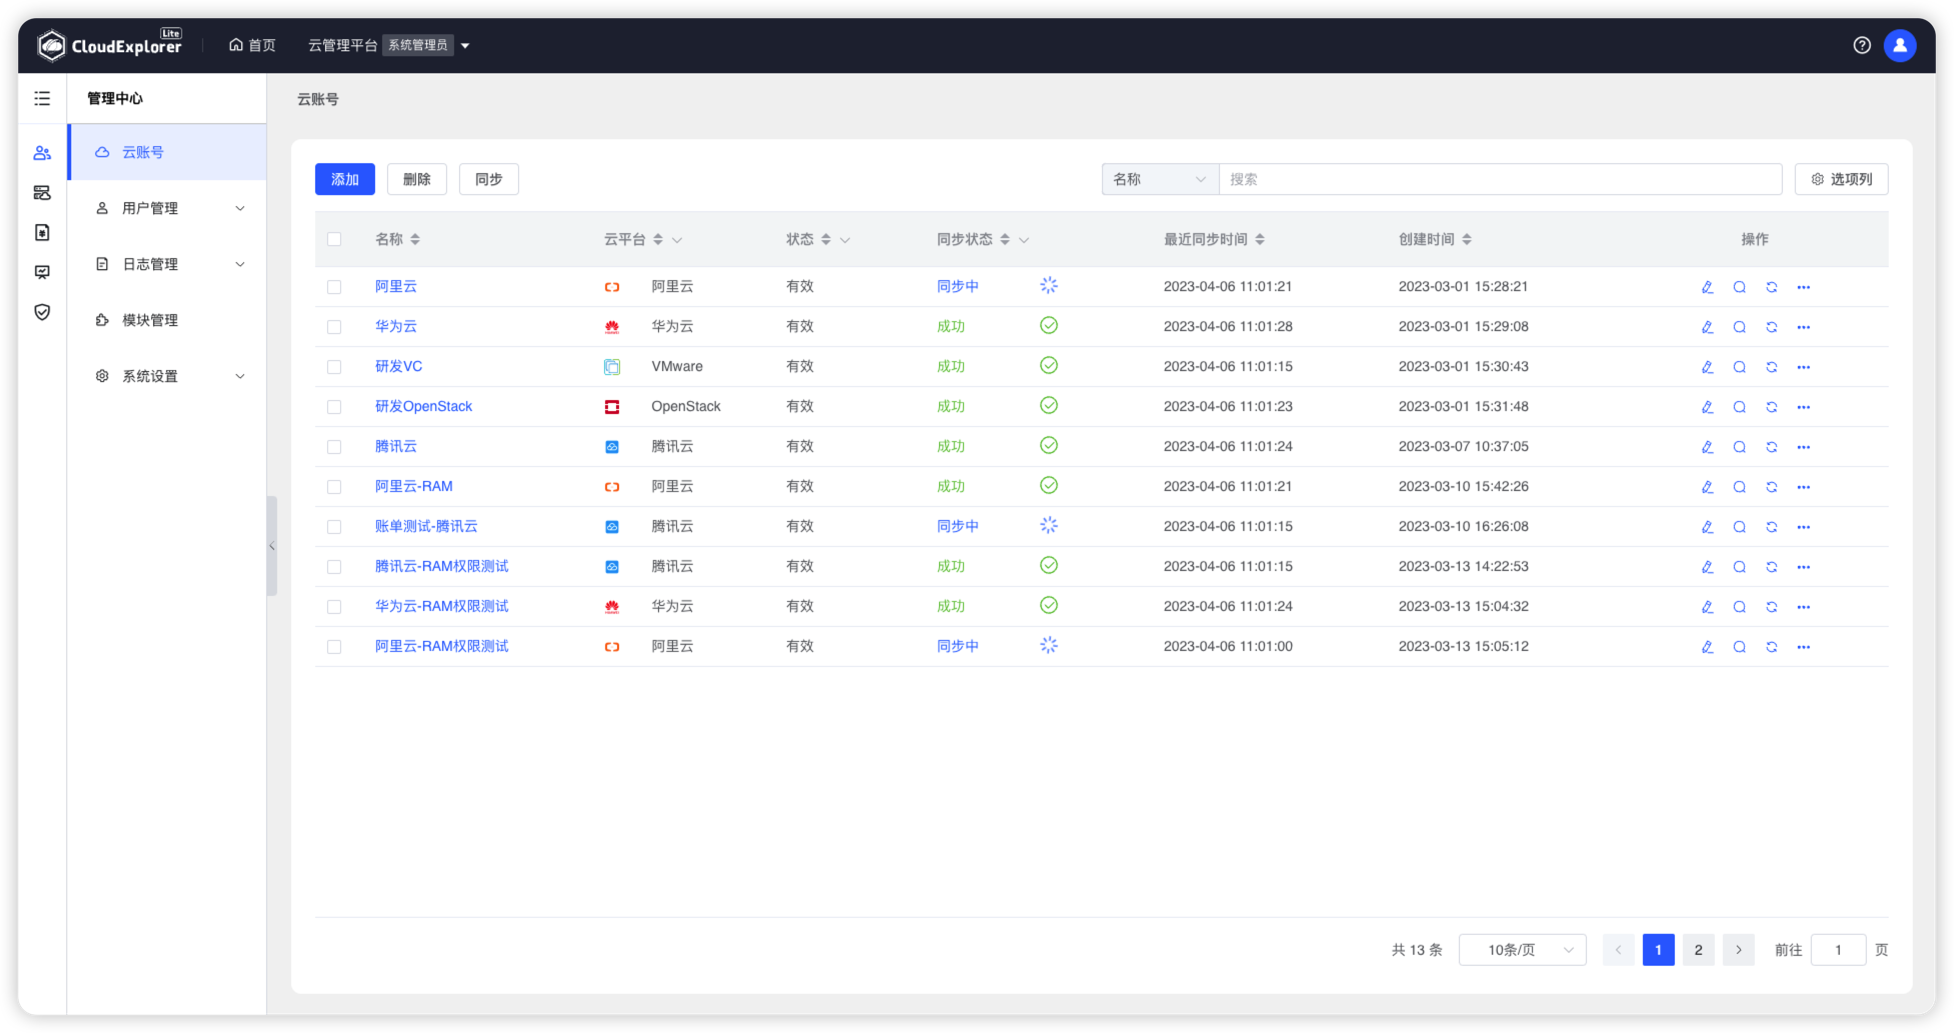 CloudExplorer Lite 首页 云管理平台 系统管理员
管理中心
云账号
用户管理
日志管理
模块管理
系统设置
云账号
添加 删除 同步 名称 搜索 选项列
名称 云平台 状态 同步状态 最近同步时间 创建时间 操作
阿里云 阿里云 有效 同步中 2023-04-06 11:01:21 2023-03-01 15:28:21
华为云 华为云 有效 成功 2023-04-06 11:01:28 2023-03-01 15:29:08
研发VC VMware 有效 成功 2023-04-06 11:01:15 2023-03-01 15:30:43
研发OpenStack OpenStack 有效 成功 2023-04-06 11:01:23 2023-03-01 15:31:48
腾讯云 腾讯云 有效 成功 2023-04-06 11:01:24 2023-03-07 10:37:05
阿里云-RAM 阿里云 有效 成功 2023-04-06 11:01:21 2023-03-10 15:42:26
账单测试-腾讯云 腾讯云 有效 同步中 2023-04-06 11:01:15 2023-03-10 16:26:08
腾讯云-RAM权限测试 腾讯云 有效 成功 2023-04-06 11:01:15 2023-03-13 14:22:53
华为云-RAM权限测试 华为云 有效 成功 2023-04-06 11:01:24 2023-03-13 15:04:32
阿里云-RAM权限测试 阿里云 有效 同步中 2023-04-06 11:01:00 2023-03-13 15:05:12
共 13 条 10条/页 1 2 前往 1 页